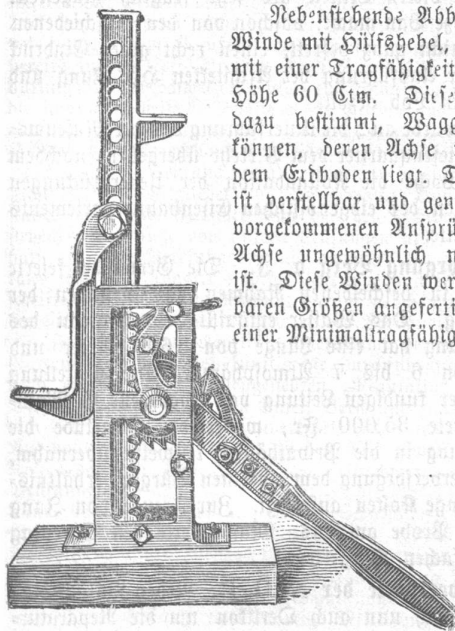 Nebenstehende Abb
Winde mit Hilfshebe
mit einer Tragfähigkeit
Höhe 60 Ctm. Diese
dazu bestimmt, Wagg
können, deren Achse
dem Erdboden liegt. D
ist verstellbar und gen
vorgekommenen Ansprü
Achse ungewöhnlich n
ist. Diese Winden wer
baren Größen angeferti
einer Minimaltragfähig